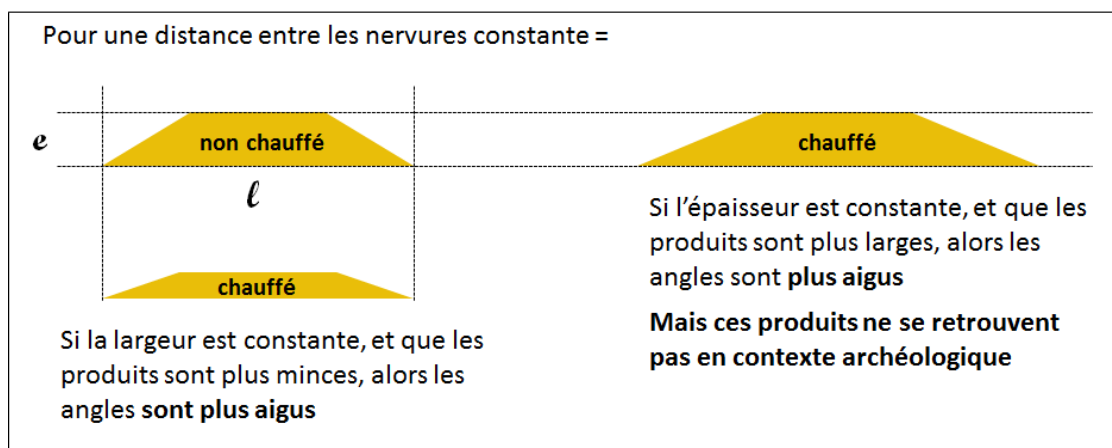 Pour une distance entre les nervures constante =
e
non chauffé
chauffé
ℓ
chauffé
Si la largeur est constante, et que les
produits sont plus minces, alors les
angles sont plus aigus
Si l’épaisseur est constante, et que les
produits sont plus larges, alors les
angles sont plus aigus
Mais ces produits ne se retrouvent
pas en contexte archéologique